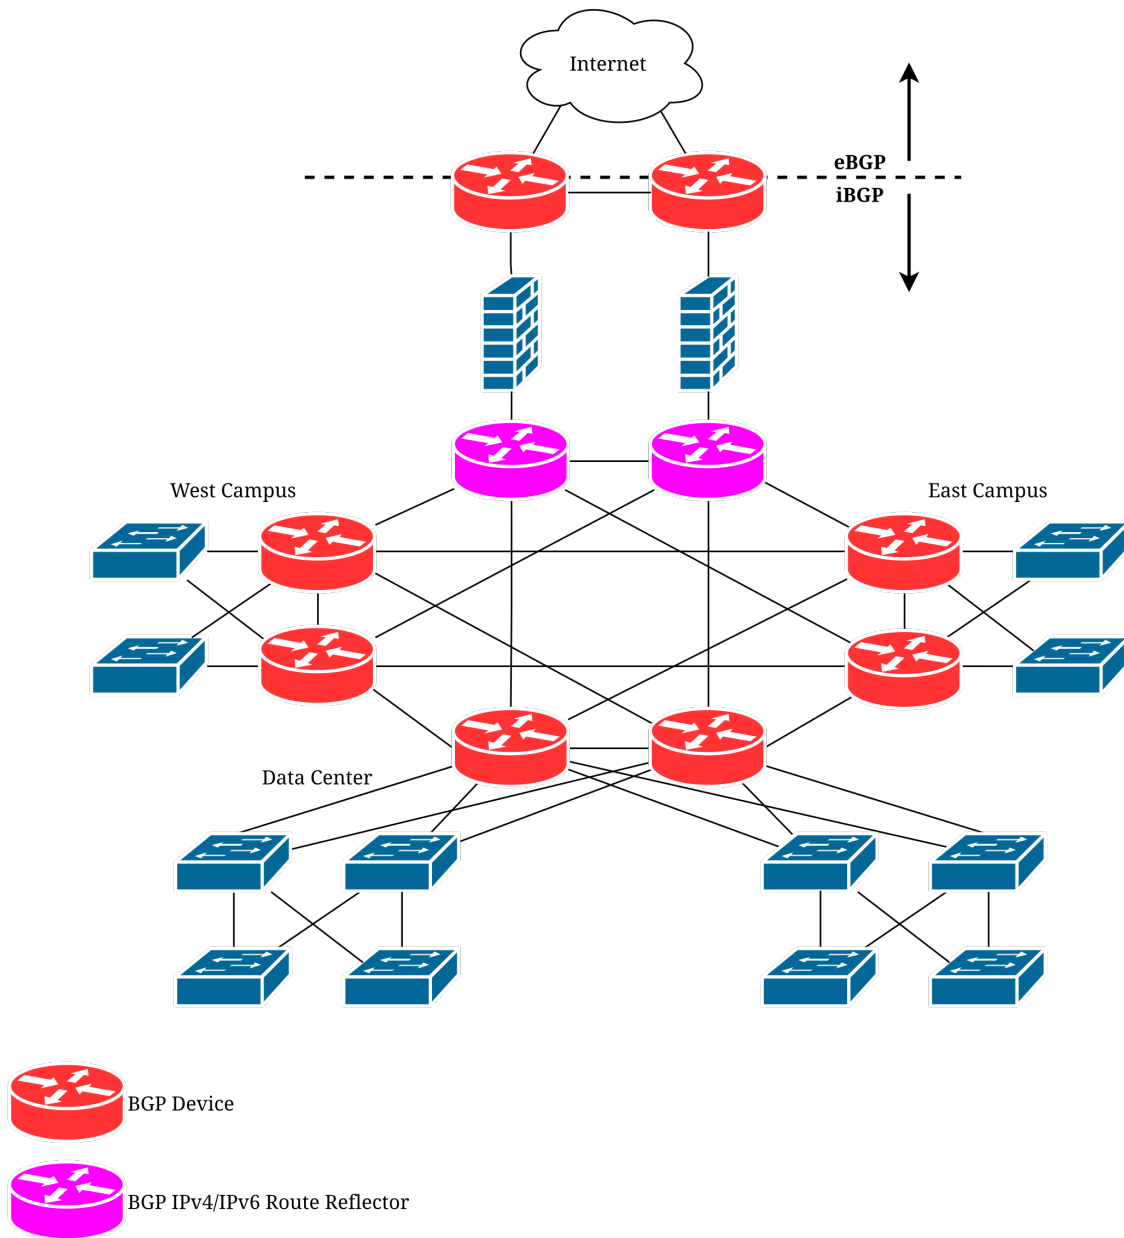 Internet
eBGP
iBGP
West Campus
East Campus
Data Center
BGP Device
BGP IPv4/IPv6 Route Reflector